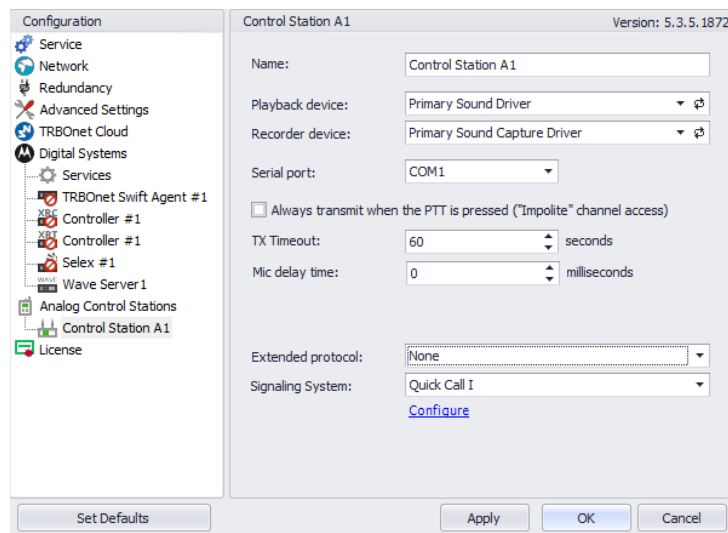 Configuration
Service
Network
Redundancy
Advanced Settings
TRBOnet Cloud
Digital Systems
Services
TRBOnet Swift Agent #1
XRC
Controller #1
XRT
Controller #1
Selex #1
WAVE
Wave Server1
Analog Control Stations
Control Station A1
License
Set Defaults
Control Station A1 Version: 5.3.5.1872
Name: Control Station A1
Playback device: Primary Sound Driver
Recorder device: Primary Sound Capture Driver
Serial port: COM1
Always transmit when the PTT is pressed ("Impolite" channel access)
TX Timeout: 60 seconds
Mic delay time: 0 milliseconds
Extended protocol: None
Signaling System: Quick Call I
Configure
Apply OK Cancel